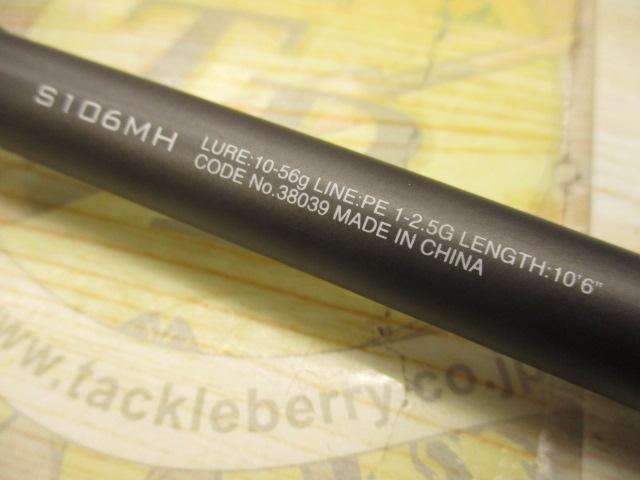 S106MH
LURE:10-56g LINE:PE 1-2.5G LENGTH:10'6"
CODE No.38039 MADE IN CHINA
www.tackleberry.co.jp